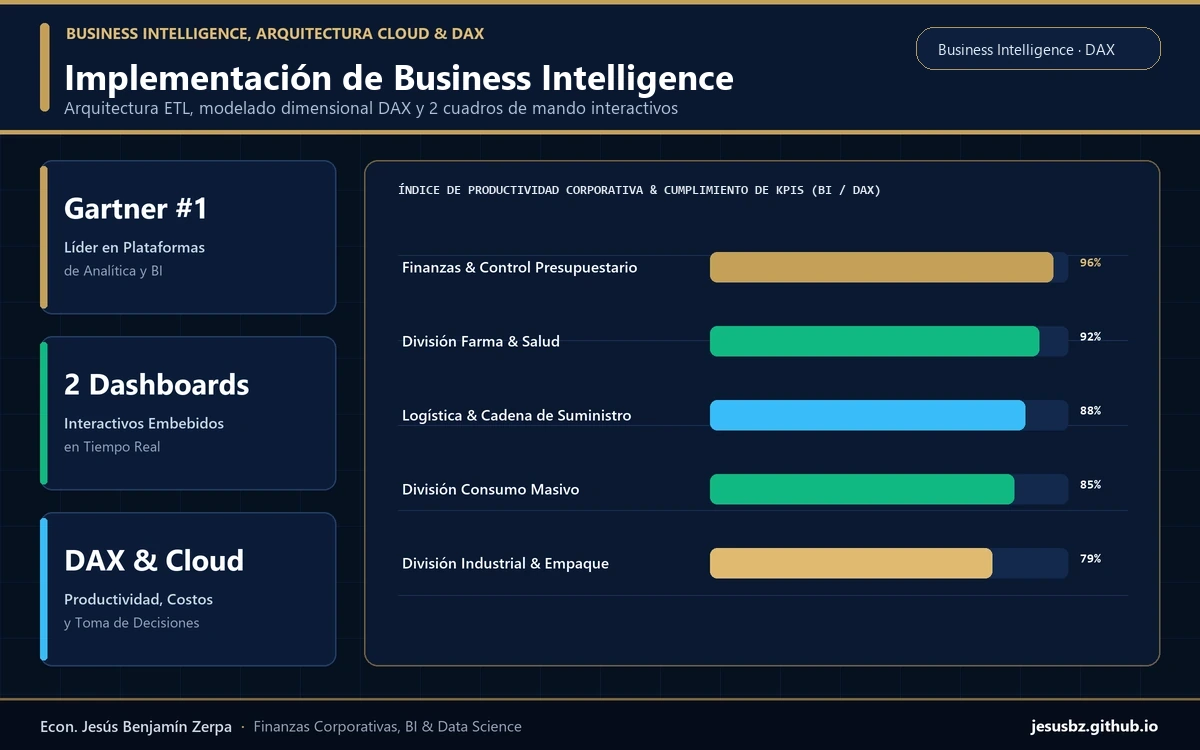 BUSINESS INTELLIGENCE, ARQUITECTURA CLOUD & DAX
Implementación de Business Intelligence
Arquitectura ETL, modelado dimensional DAX y 2 cuadros de mando interactivos
Business Intelligence · DAX
Gartner #1
Líder en Plataformas
de Analítica y BI
2 Dashboards
Interactivos Embebidos
en Tiempo Real
DAX & Cloud
Productividad, Costos
y Toma de Decisiones
ÍNDICE DE PRODUCTIVIDAD CORPORATIVA & CUMPLIMIENTO DE KPIS (BI / DAX)
Finanzas & Control Presupuestario 96%
División Farma & Salud 92%
Logística & Cadena de Suministro 88%
División Consumo Masivo 85%
División Industrial & Empaque 79%
Econ. Jesús Benjamín Zerpa · Finanzas Corporativas, BI & Data Science
jesusbz.github.io